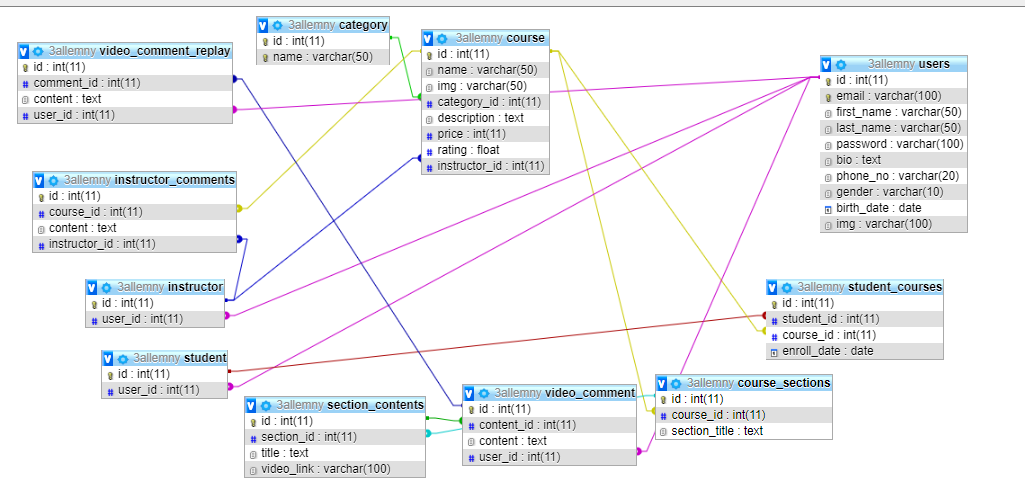 3allemny category
id : int(11)
name : varchar(50)
3allemny course
id : int(11)
name : varchar(50)
img : varchar(50)
category_id : int(11)
description : text
price : int(11)
rating : float
instructor_id : int(11)
3allemny video_comment_replay
id : int(11)
comment_id : int(11)
content : text
user_id : int(11)
3allemny users
id : int(11)
email : varchar(100)
first_name : varchar(50)
last_name : varchar(50)
password : varchar(100)
bio : text
phone_no : varchar(20)
gender : varchar(10)
birth_date : date
img : varchar(100)
3allemny instructor_comments
id : int(11)
course_id : int(11)
content : text
instructor_id : int(11)
3allemny instructor
id : int(11)
user_id : int(11)
3allemny student_courses
id : int(11)
student_id : int(11)
course_id : int(11)
enroll_date : date
3allemny student
id : int(11)
user_id : int(11)
3allemny section_contents
id : int(11)
section_id : int(11)
title : text
video_link : varchar(100)
3allemny video_comment
id : int(11)
content_id : int(11)
content : text
user_id : int(11)
3allemny course_sections
id : int(11)
course_id : int(11)
section_title : text